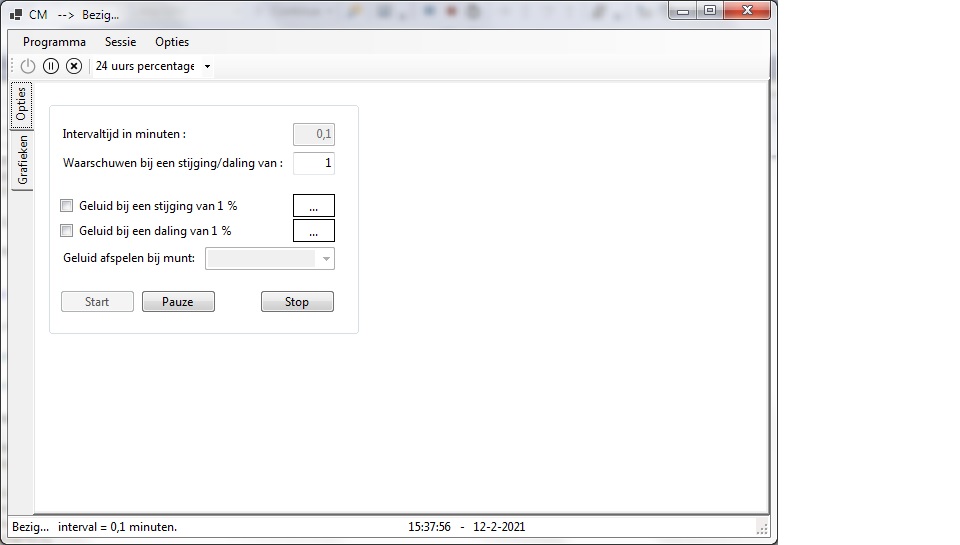 CM --> Bezig...
Programma Sessie Opties
24 uurs percentage
Opties
Grafieken
Intervaltijd in minuten : 0,1
Waarschuwen bij een stijging/daling van : 1
Geluid bij een stijging van 1 % ...
Geluid bij een daling van 1 % ...
Geluid afspelen bij munt:
Start Pauze Stop
Bezig... interval = 0,1 minuten. 15:37:56 - 12-2-2021